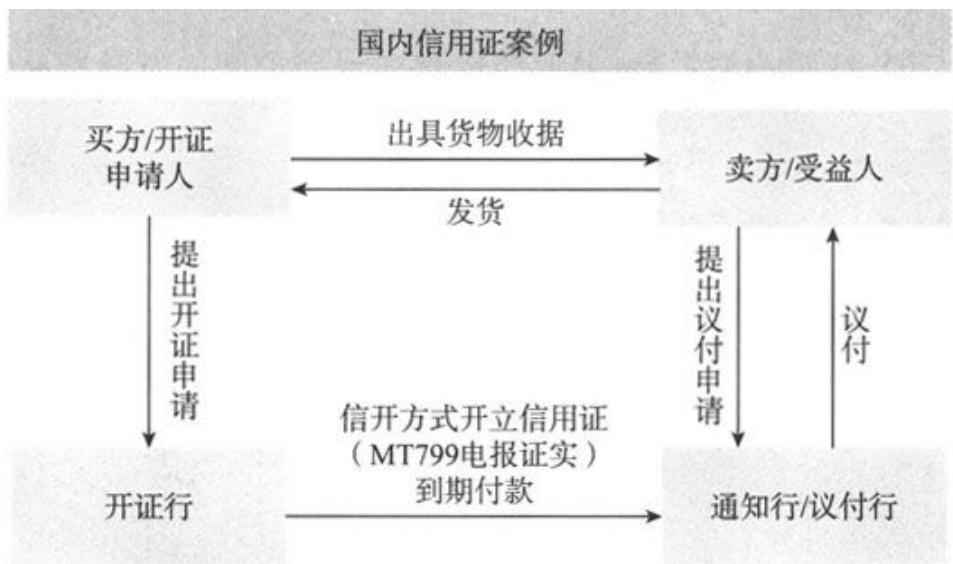 国内信用证案例
买方/开证
申请人
出具货物收据
发货
卖方/受益人
提出开证申请
提出议付申请
议付
信开方式开立信用证
(MT799电报证实)
到期付款
开证行
通知行/议付行